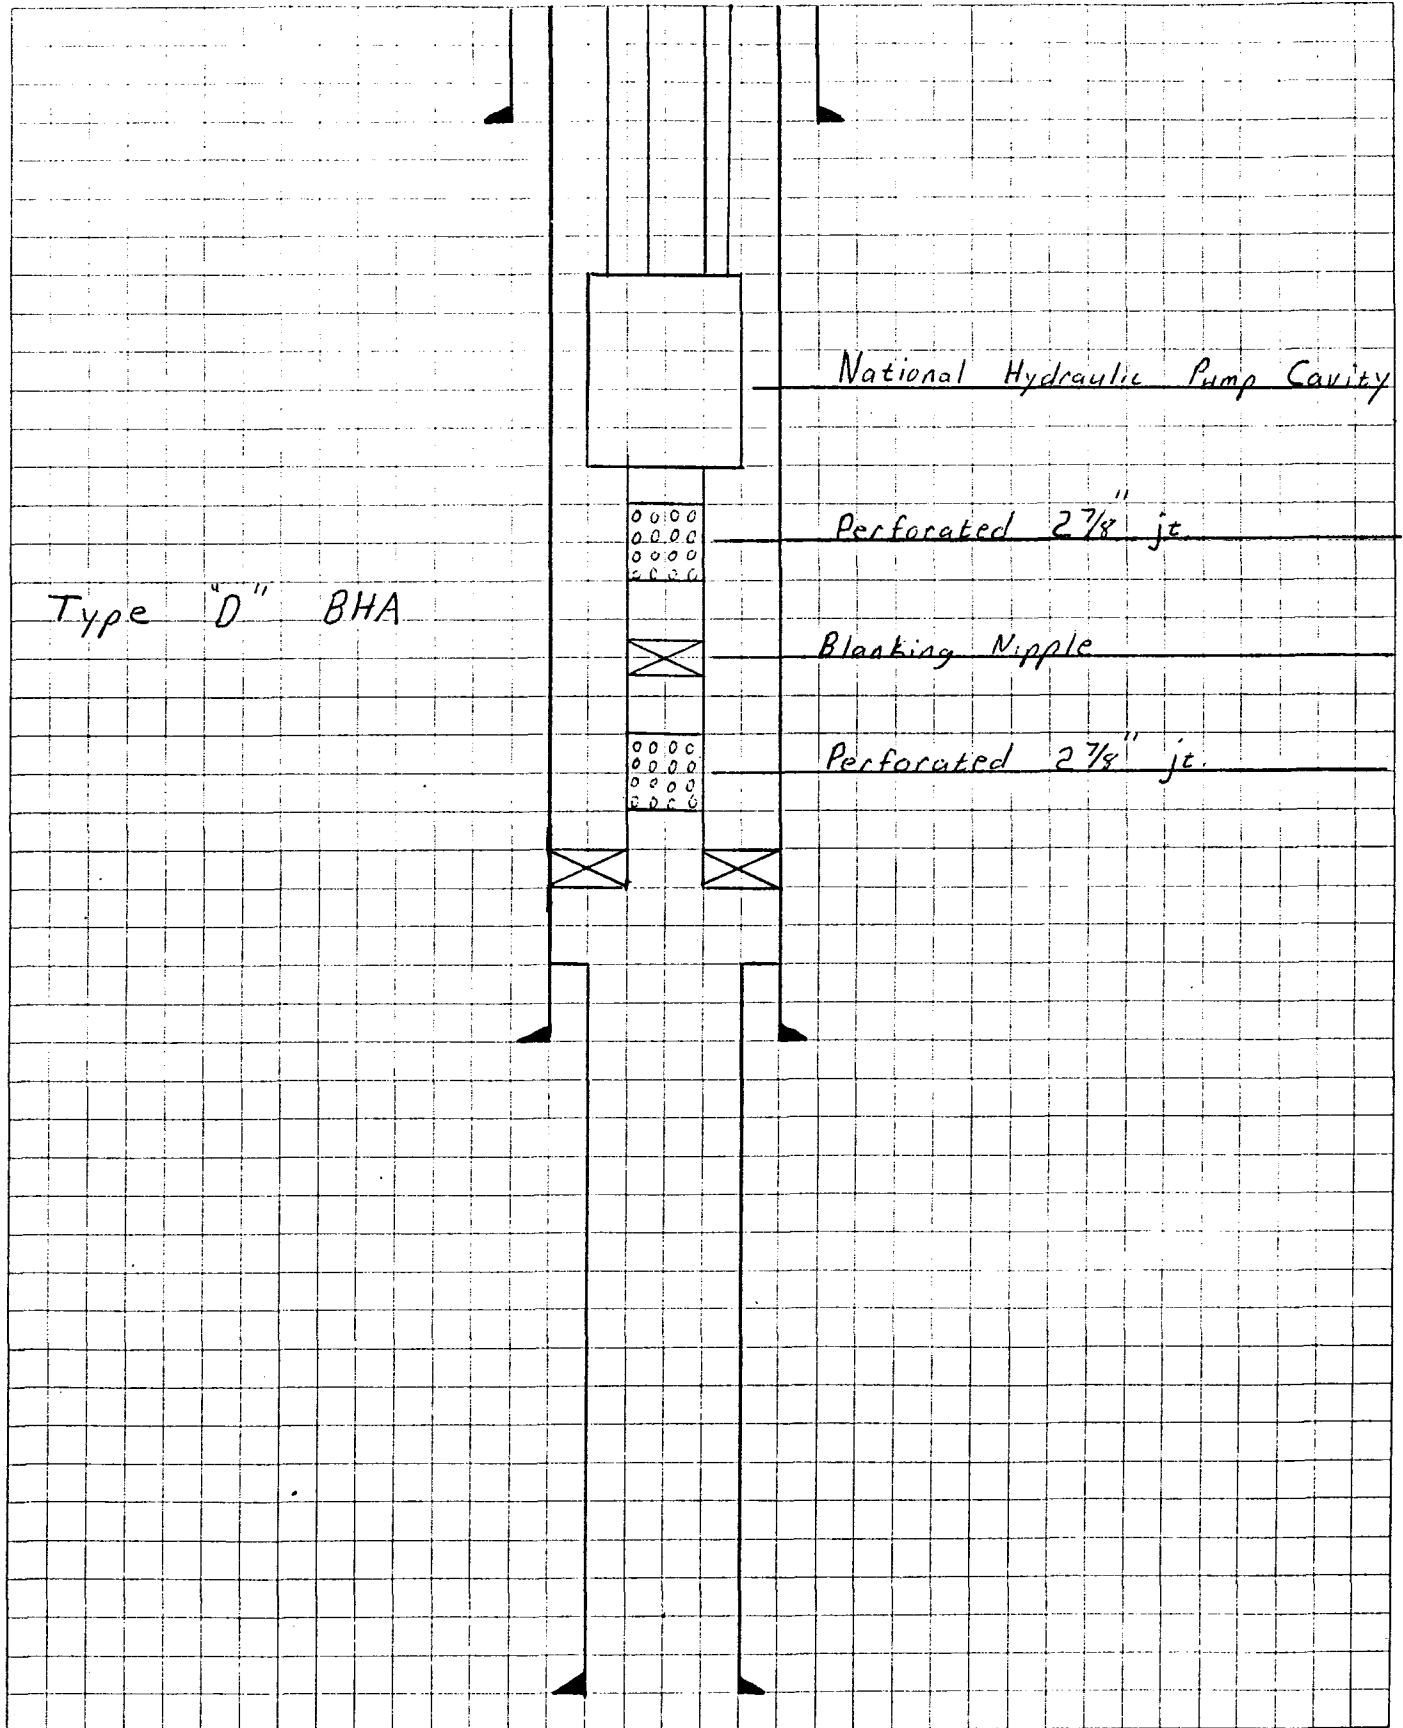 National Hydraulic Pump Cavity
Perforated 2 7/8" jt.
Type "D" BHA
Blanking Nipple
Perforated 2 7/8" jt.